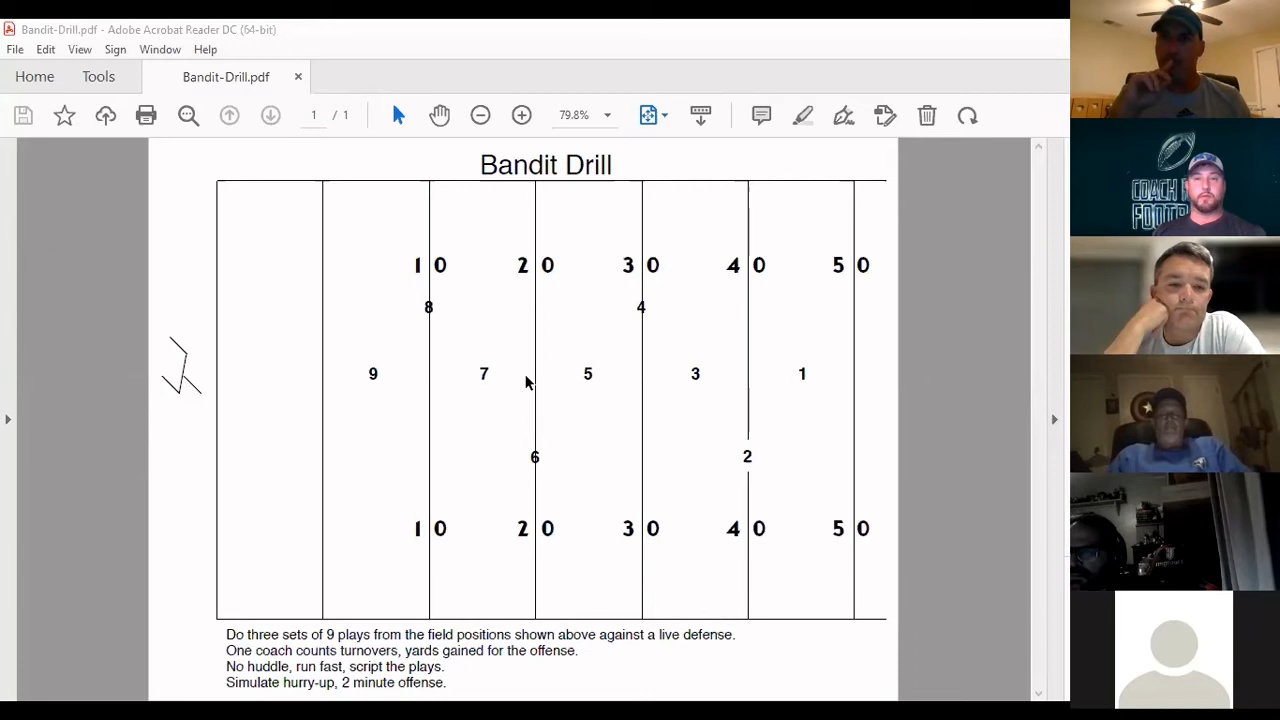 Bandit-Drill.pdf - Adobe Acrobat Reader DC (64-bit)
File Edit View Sign Window Help
Home Tools Bandit-Drill.pdf ×
1 / 1 79.8%
Bandit Drill
1 0 2 0 3 0 4 0 5 0
8 4
9 7 5 3 1
6 2
1 0 2 0 3 0 4 0 5 0
Do three sets of 9 plays from the field positions shown above against a live defense.
One coach counts turnovers, yards gained for the offense.
No huddle, run fast, script the plays.
Simulate hurry-up, 2 minute offense.
COACH